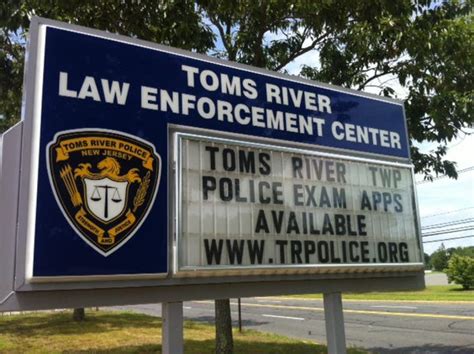 TOMS RIVER
LAW ENFORCEMENT CENTER
TOMS RIVER POLICE
NEW JERSEY
TOMS RIVER TWP
POLICE EXAM APPS
AVAILABLE
WWW.TRPOLICE.ORG